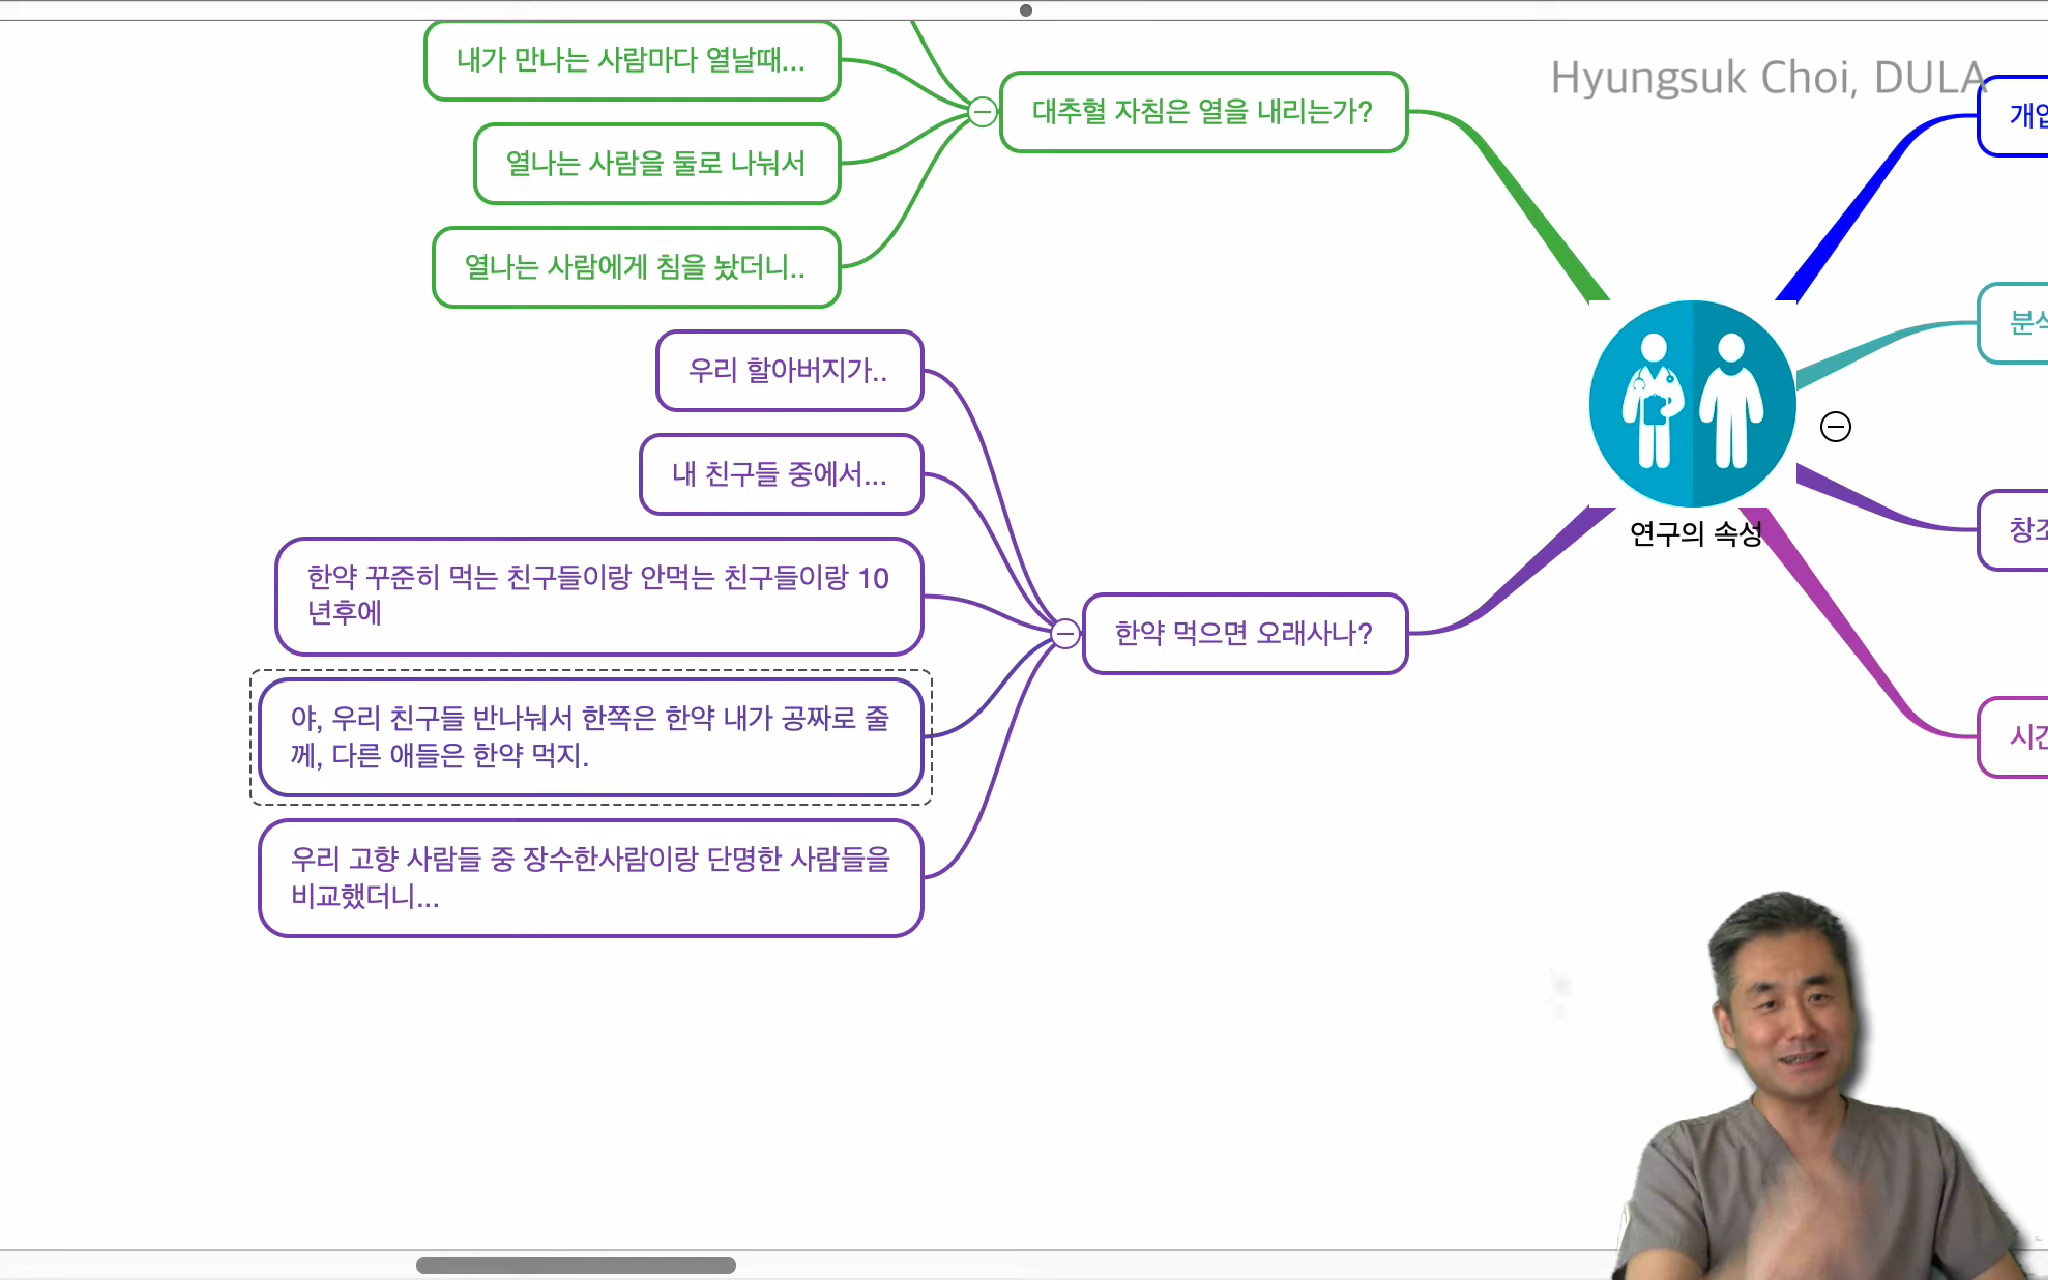 Hyungsuk Choi, DULA
내가 만나는 사람마다 열날때...
대추혈 자침은 열을 내리는가?
열나는 사람을 둘로 나눠서
열나는 사람에게 침을 놨더니..
우리 할아버지가..
내 친구들 중에서...
한약 꾸준히 먹는 친구들이랑 안먹는 친구들이랑 10
년후에
한약 먹으면 오래사나?
야, 우리 친구들 반나눠서 한쪽은 한약 내가 공짜로 줄
께, 다른 애들은 한약 먹지.
우리 고향 사람들 중 장수한사람이랑 단명한 사람들을
비교했더니...
연구의 속성
분석
시간